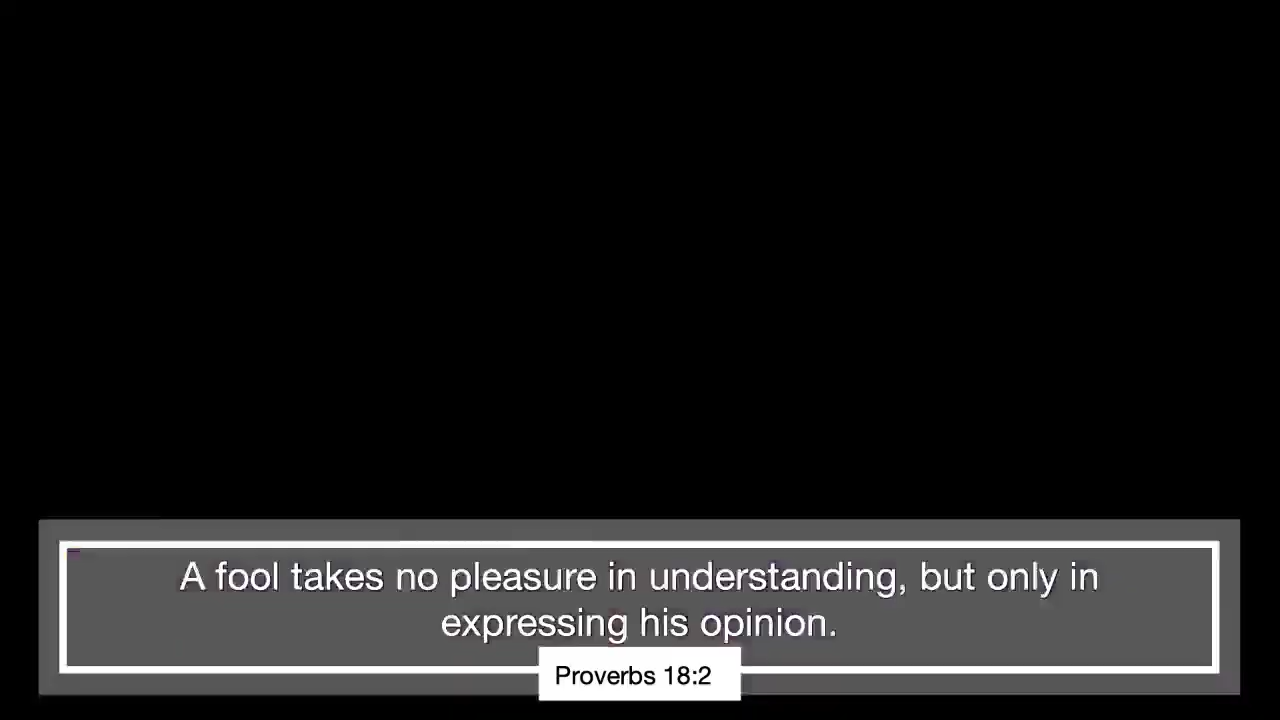 A fool takes no pleasure in understanding, but only in
expressing his opinion.
Proverbs 18:2